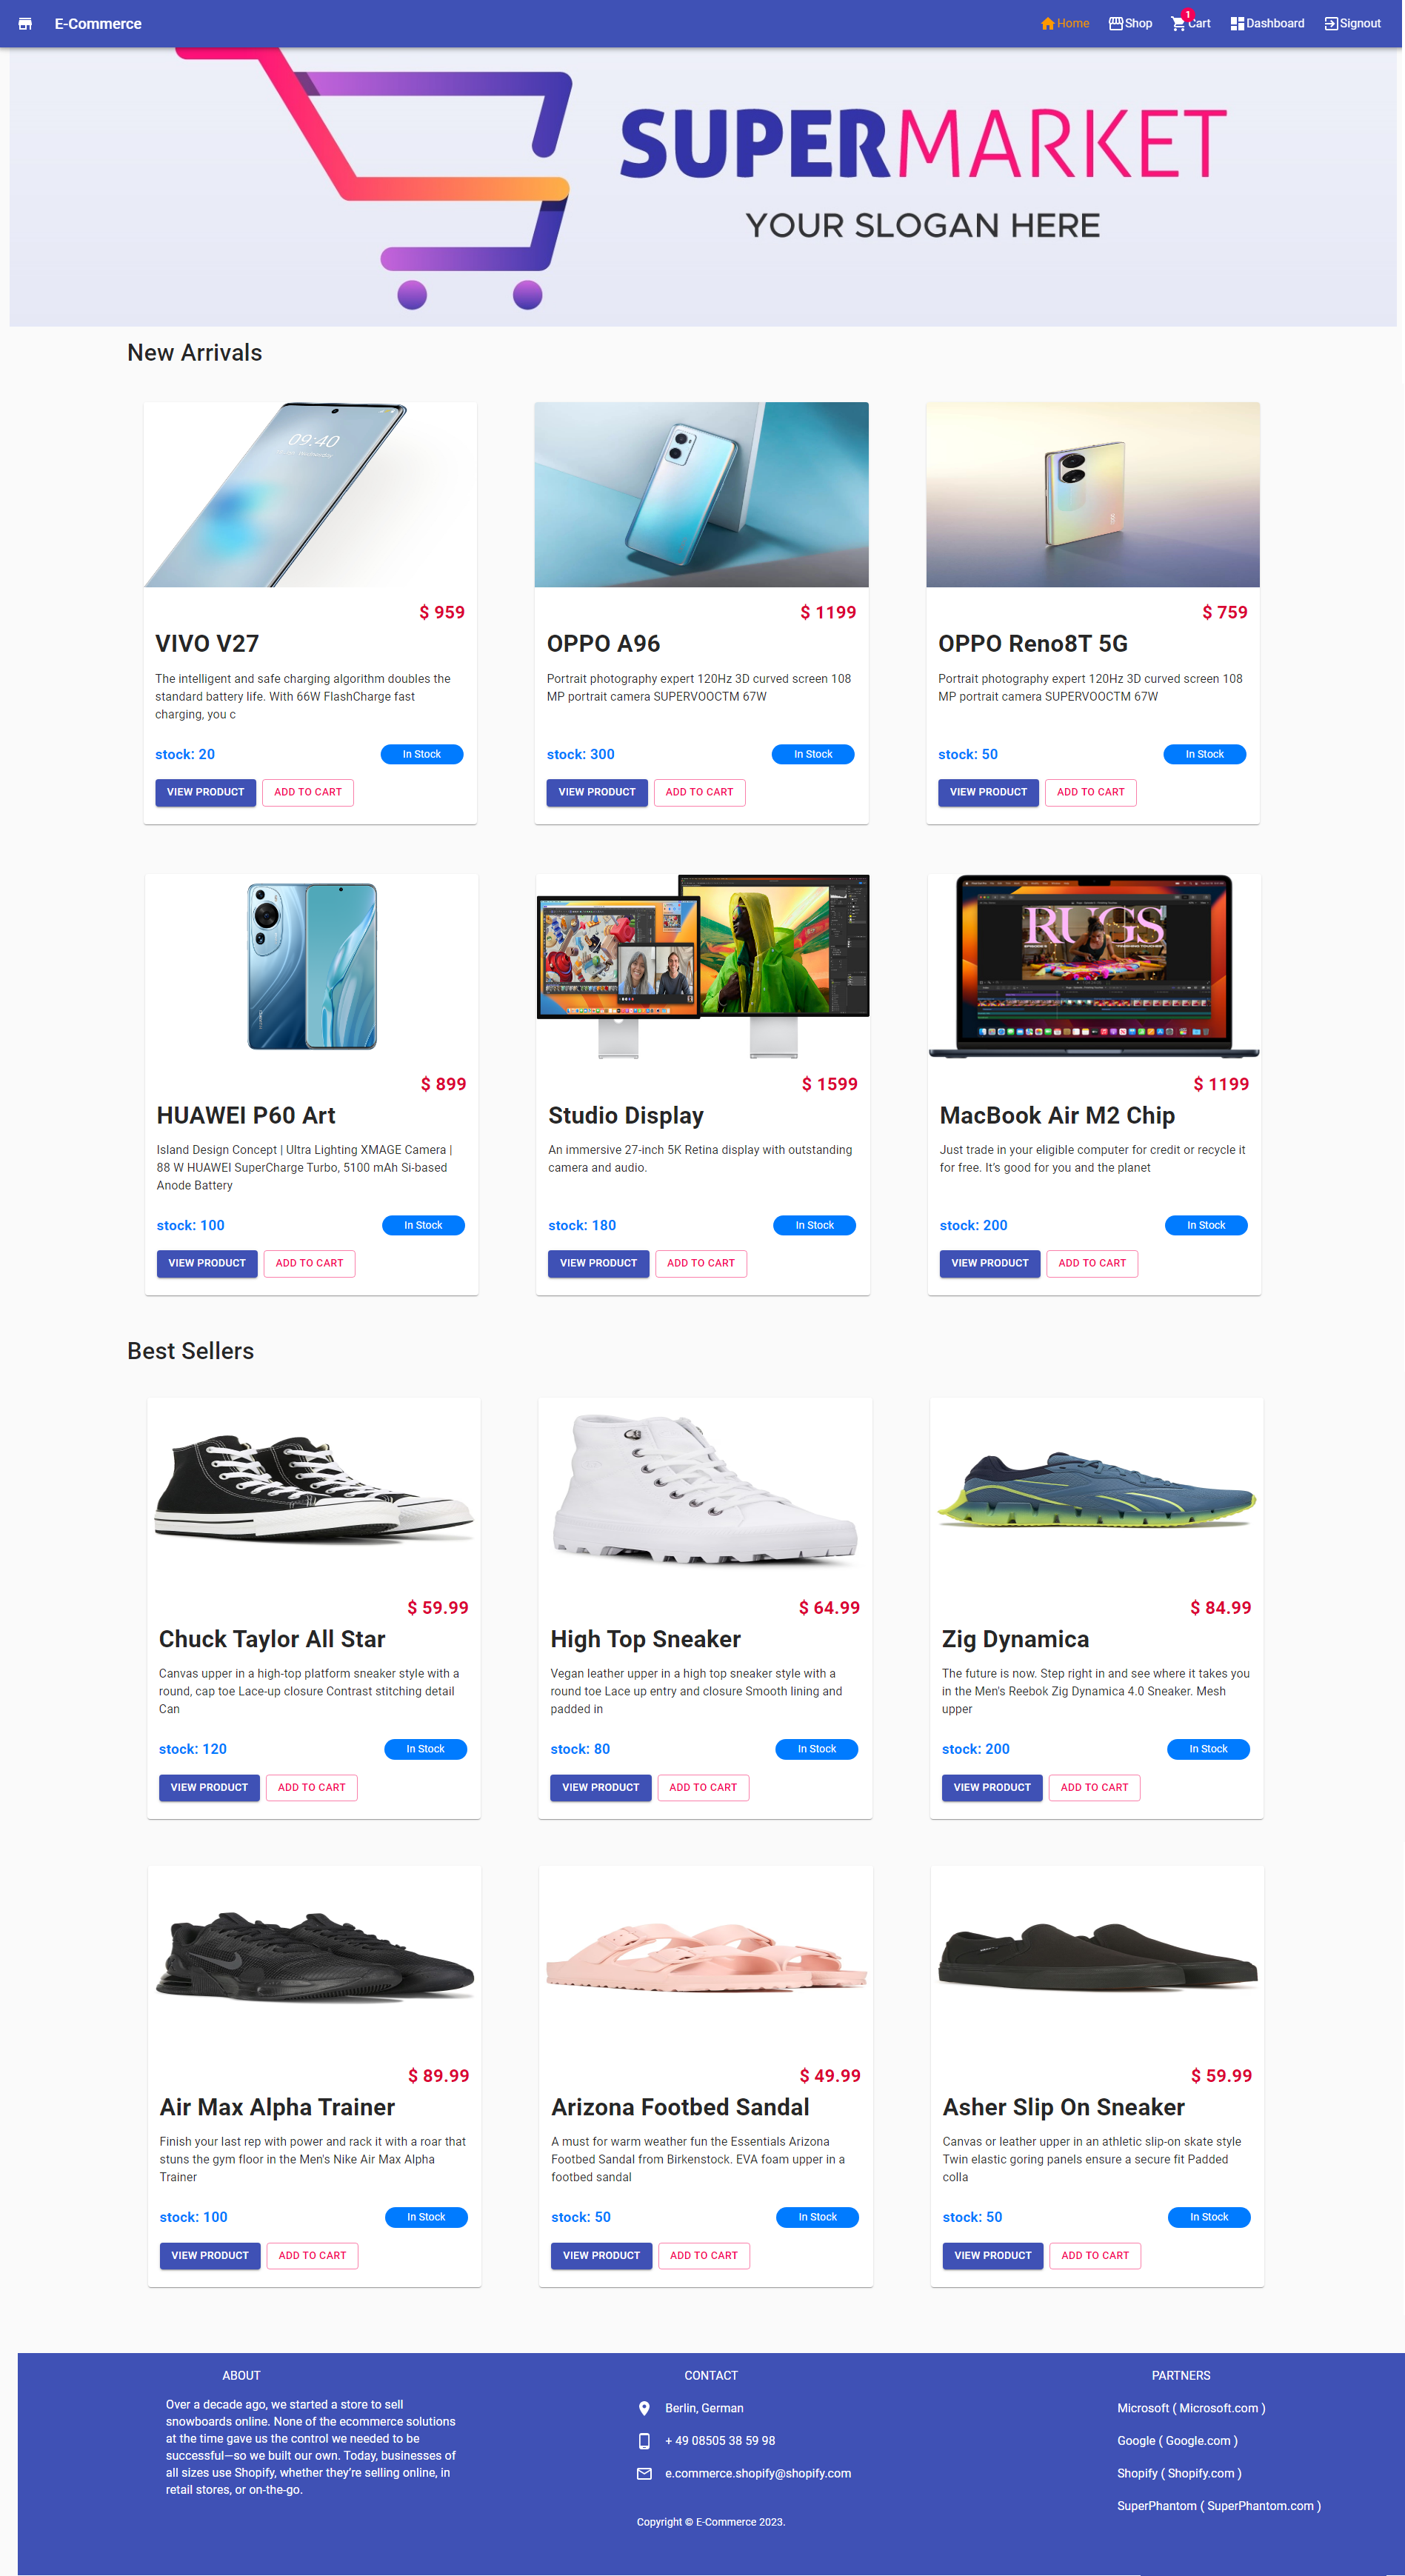 E-Commerce
Home
Shop
1
Cart
Dashboard
Signout
SUPERMARKET
YOUR SLOGAN HERE
New Arrivals
09:40
Wednesday
$ 959
VIVO V27
The intelligent and safe charging algorithm doubles the
standard battery life. With 66W FlashCharge fast
charging, you c
stock: 20
In Stock
VIEW PRODUCT
ADD TO CART
$ 1199
OPPO A96
Portrait photography expert 120Hz 3D curved screen 108
MP portrait camera SUPERVOOCTM 67W
stock: 300
In Stock
VIEW PRODUCT
ADD TO CART
$ 759
OPPO Reno8T 5G
Portrait photography expert 120Hz 3D curved screen 108
MP portrait camera SUPERVOOCTM 67W
stock: 50
In Stock
VIEW PRODUCT
ADD TO CART
$ 899
HUAWEI P60 Art
Island Design Concept | Ultra Lighting XMAGE Camera |
88 W HUAWEI SuperCharge Turbo, 5100 mAh Si-based
Anode Battery
stock: 100
In Stock
VIEW PRODUCT
ADD TO CART
$ 1599
Studio Display
An immersive 27-inch 5K Retina display with outstanding
camera and audio.
stock: 180
In Stock
VIEW PRODUCT
ADD TO CART
RUGS
$ 1199
MacBook Air M2 Chip
Just trade in your eligible computer for credit or recycle it
for free. It’s good for you and the planet
stock: 200
In Stock
VIEW PRODUCT
ADD TO CART
Best Sellers
$ 59.99
Chuck Taylor All Star
Canvas upper in a high-top platform sneaker style with a
round, cap toe Lace-up closure Contrast stitching detail
Can
stock: 120
In Stock
VIEW PRODUCT
ADD TO CART
$ 64.99
High Top Sneaker
Vegan leather upper in a high top sneaker style with a
round toe Lace up entry and closure Smooth lining and
padded in
stock: 80
In Stock
VIEW PRODUCT
ADD TO CART
$ 84.99
Zig Dynamica
The future is now. Step right in and see where it takes you
in the Men's Reebok Zig Dynamica 4.0 Sneaker. Mesh
upper
stock: 200
In Stock
VIEW PRODUCT
ADD TO CART
$ 89.99
Air Max Alpha Trainer
Finish your last rep with power and rack it with a roar that
stuns the gym floor in the Men's Nike Air Max Alpha
Trainer
stock: 100
In Stock
VIEW PRODUCT
ADD TO CART
$ 49.99
Arizona Footbed Sandal
A must for warm weather fun the Essentials Arizona
Footbed Sandal from Birkenstock. EVA foam upper in a
footbed sandal
stock: 50
In Stock
VIEW PRODUCT
ADD TO CART
$ 59.99
Asher Slip On Sneaker
Canvas or leather upper in an athletic slip-on skate style
Twin elastic goring panels ensure a secure fit Padded
colla
stock: 50
In Stock
VIEW PRODUCT
ADD TO CART
ABOUT
Over a decade ago, we started a store to sell
snowboards online. None of the ecommerce solutions
at the time gave us the control we needed to be
successful—so we built our own. Today, businesses of
all sizes use Shopify, whether they’re selling online, in
retail stores, or on-the-go.
CONTACT
Berlin, German
+ 49 08505 38 59 98
e.commerce.shopify@shopify.com
Copyright © E-Commerce 2023.
PARTNERS
Microsoft ( Microsoft.com )
Google ( Google.com )
Shopify ( Shopify.com )
SuperPhantom ( SuperPhantom.com )